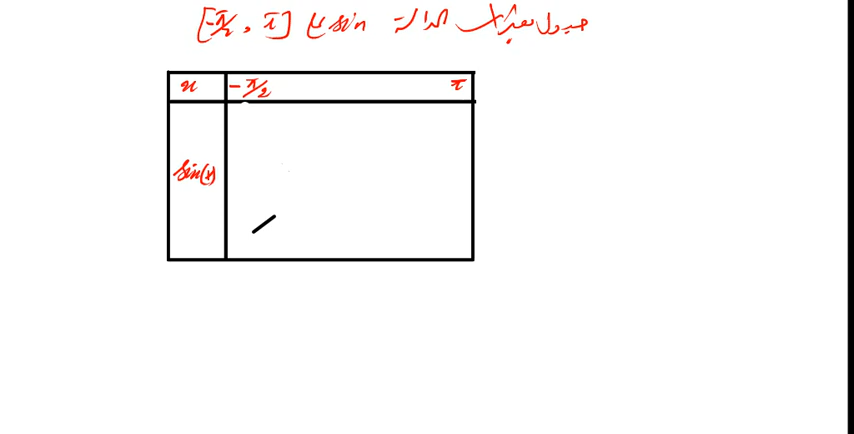 جدول تغيرات الدالة sin على [-π/2 , π]
x -π/2 π
sin(x)